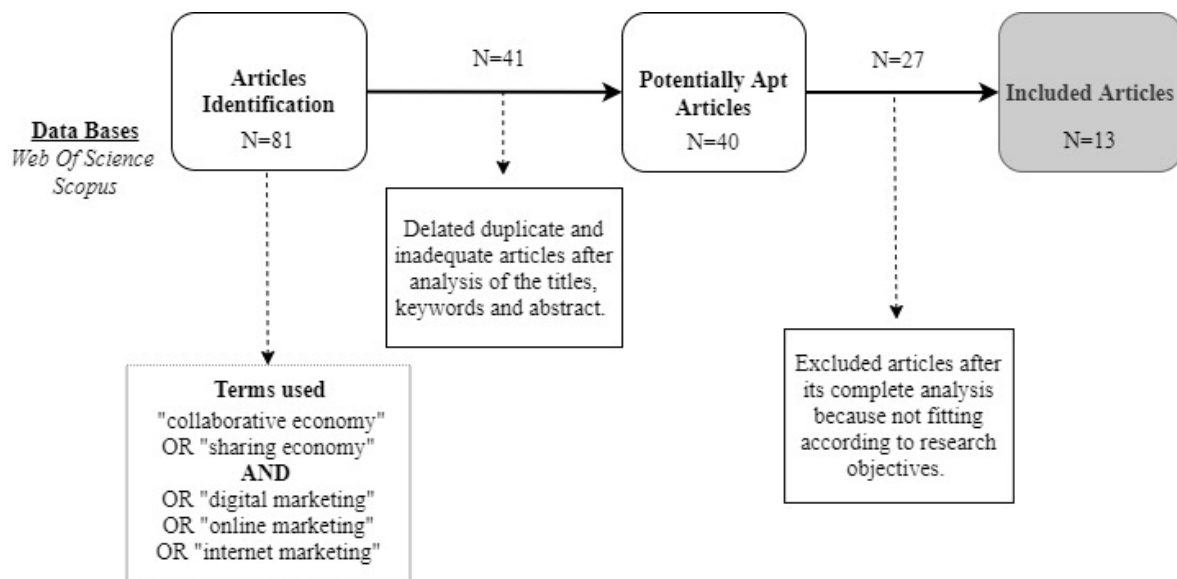 Data Bases
Web Of Science
Scopus
Articles
Identification
N=81
N=41
Potentially Apt
Articles
N=40
N=27
Included Articles
N=13
Delated duplicate and
inadequate articles after
analysis of the titles,
keywords and abstract.
Excluded articles after
its complete analysis
because not fitting
according to research
objectives.
Terms used
"collaborative economy"
OR "sharing economy"
AND
OR "digital marketing"
OR "online marketing"
OR "internet marketing"